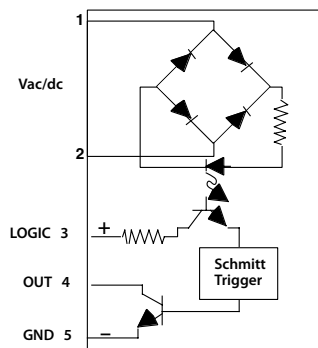 1
Vac/dc
2
LOGIC 3 +
OUT 4
Schmitt
Trigger
GND 5 −